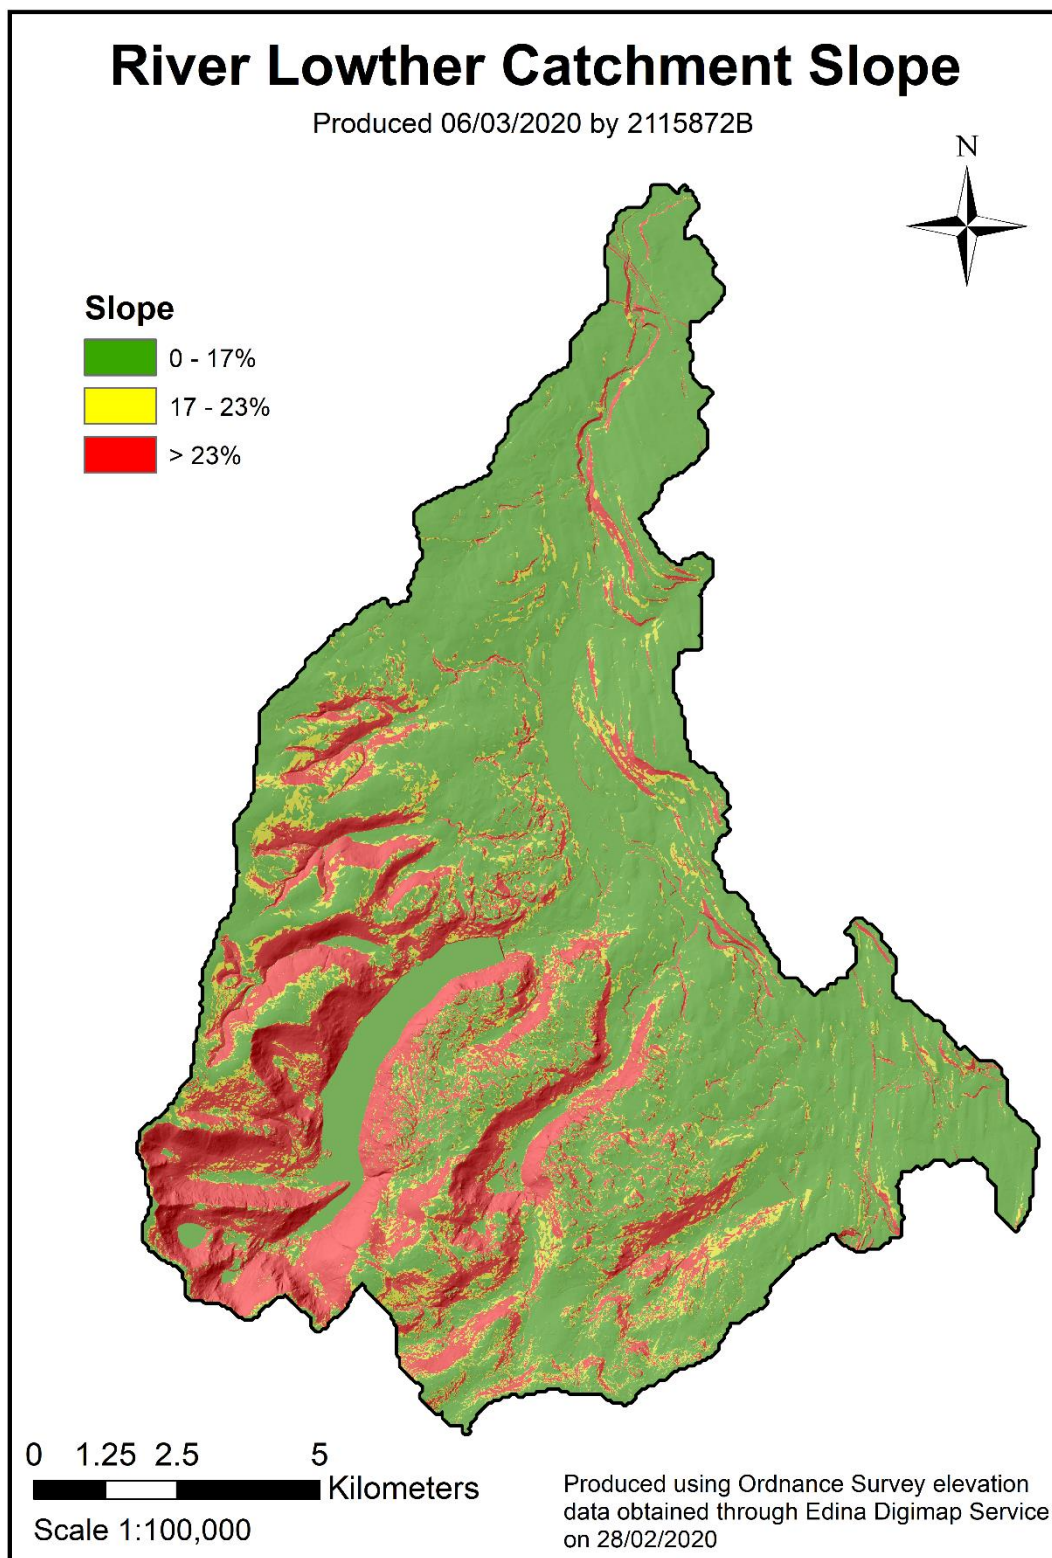 River Lowther Catchment Slope
Produced 06/03/2020 by 2115872B
N
Slope
0 - 17%
17 - 23%
> 23%
0 1.25 2.5 5
Kilometers
Scale 1:100,000
Produced using Ordnance Survey elevation
data obtained through Edina Digimap Service
on 28/02/2020